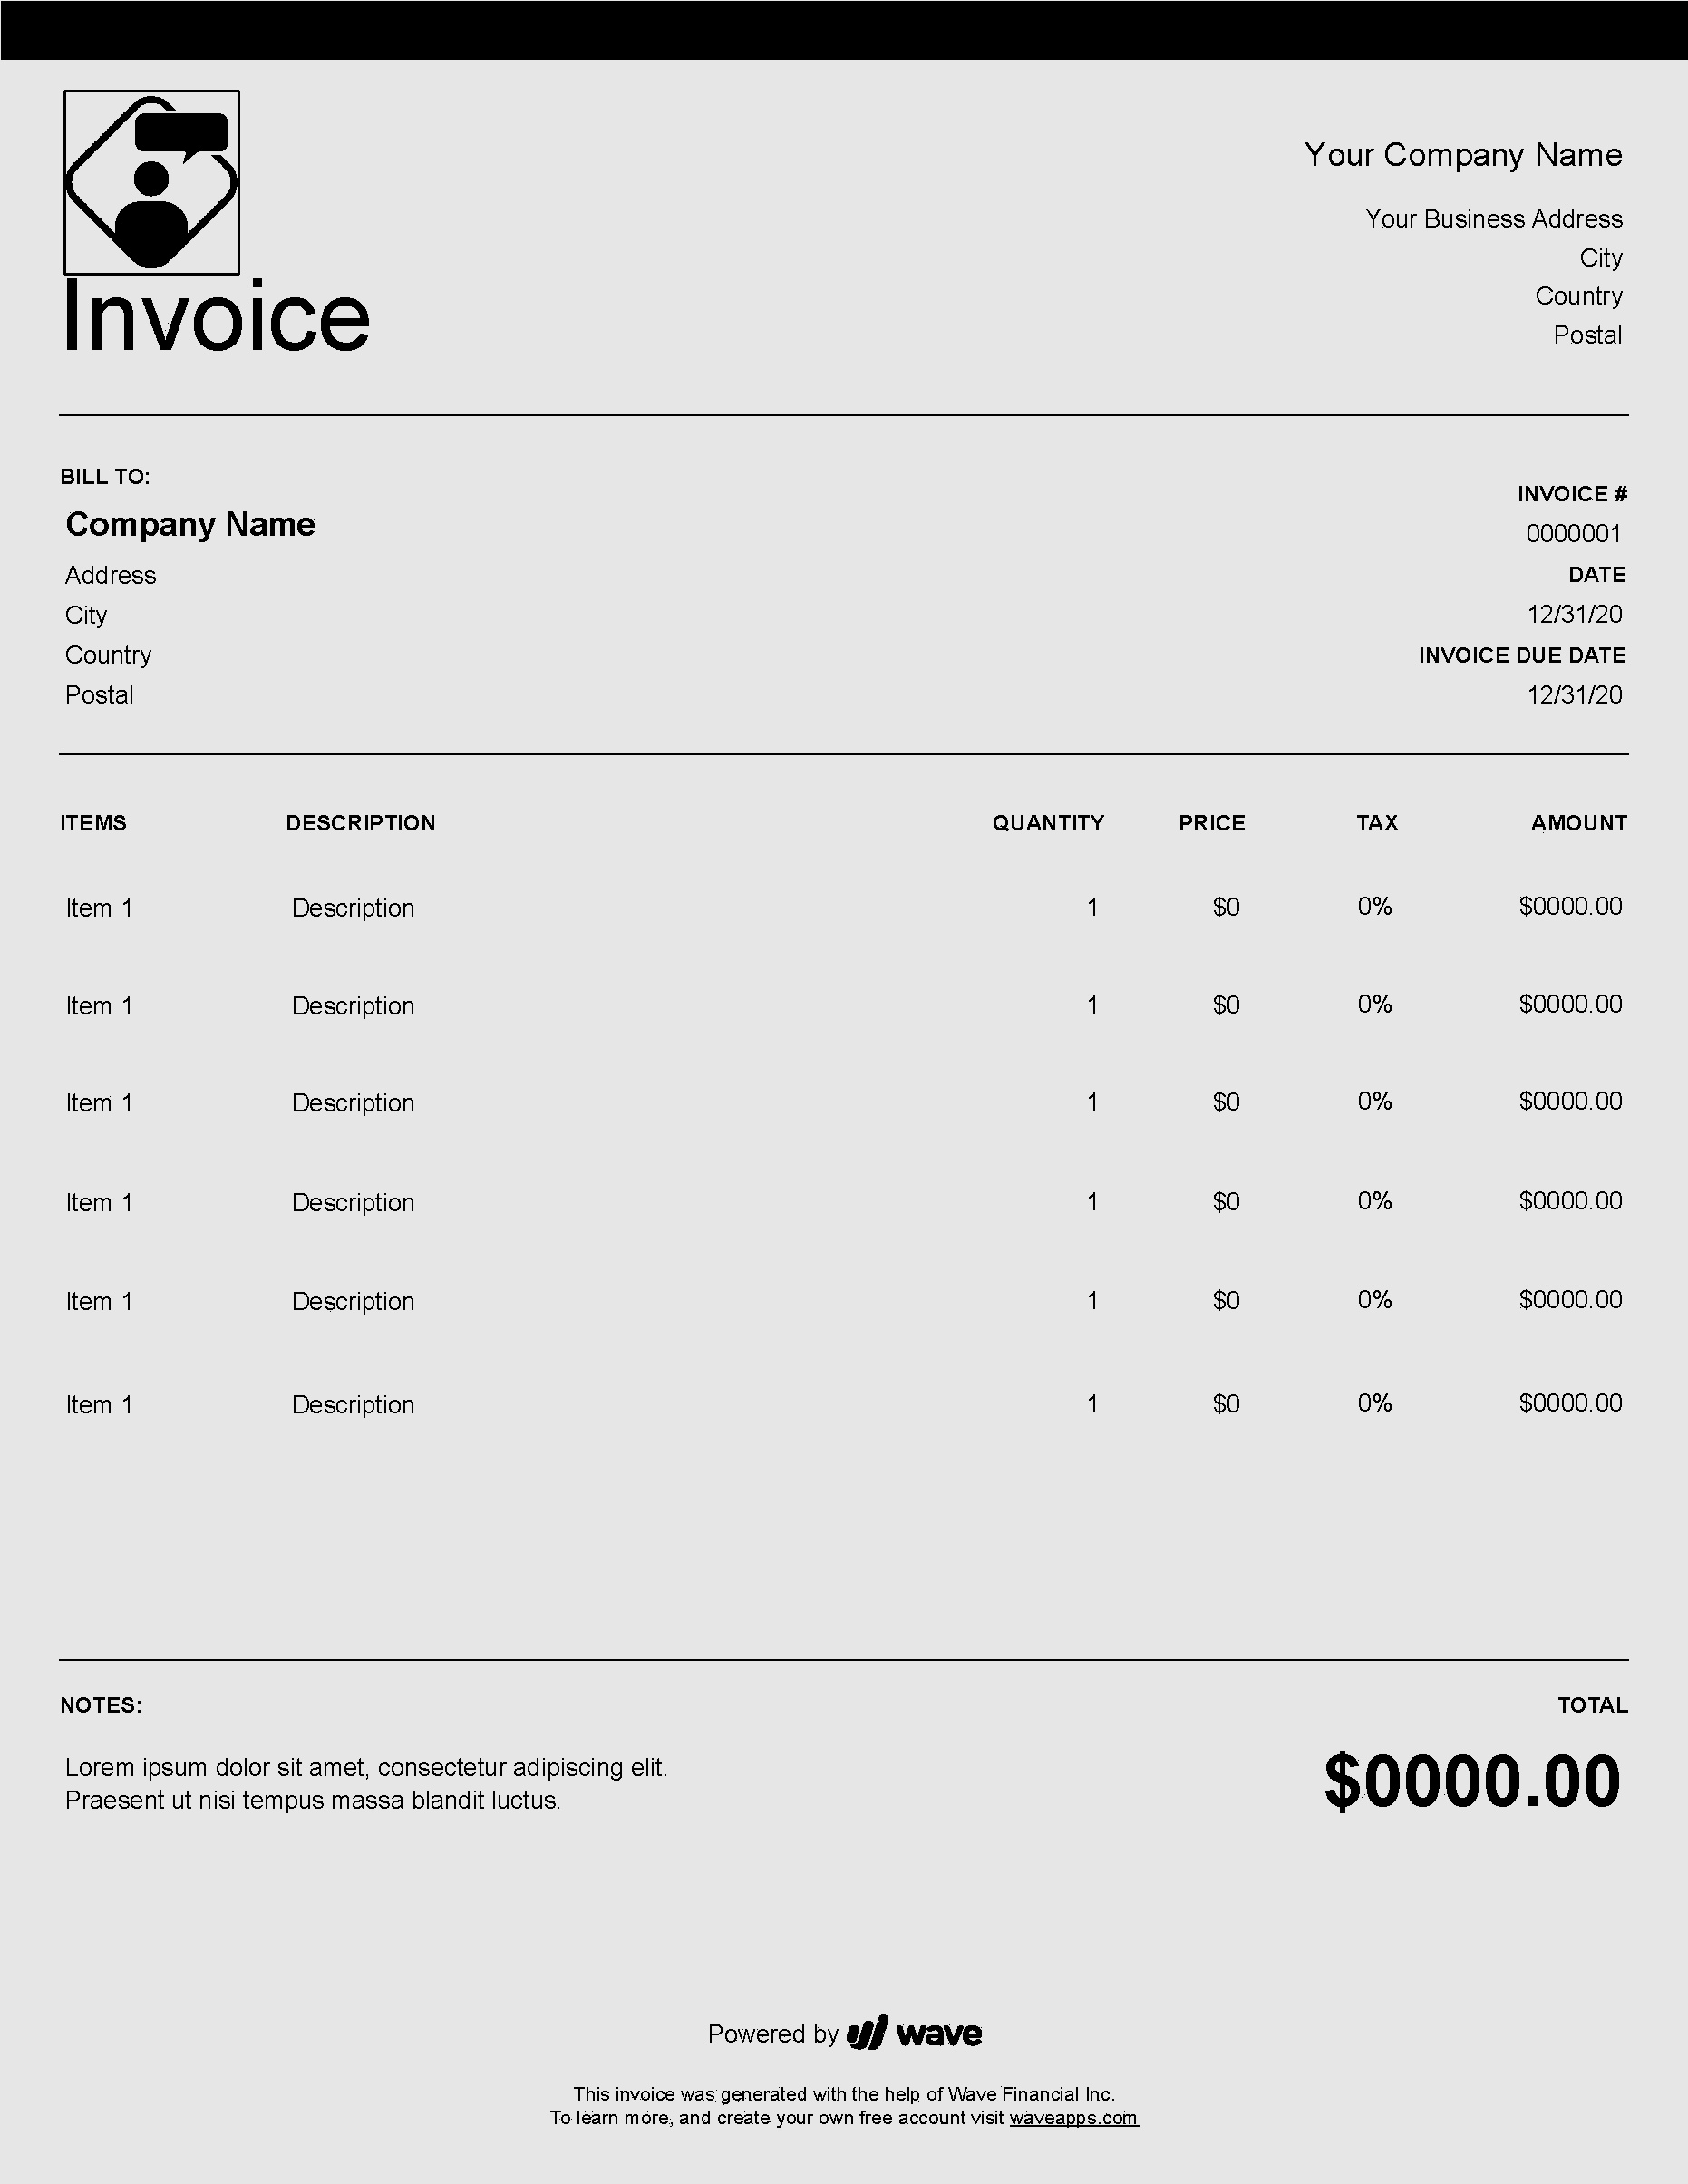 Invoice
Your Company Name
Your Business Address
City
Country
Postal
BILL TO:
Company Name
Address
City
Country
Postal
INVOICE #
0000001
DATE
12/31/20
INVOICE DUE DATE
12/31/20
ITEMS DESCRIPTION QUANTITY PRICE TAX AMOUNT
Item 1 Description 1 $0 0% $0000.00
Item 1 Description 1 $0 0% $0000.00
Item 1 Description 1 $0 0% $0000.00
Item 1 Description 1 $0 0% $0000.00
Item 1 Description 1 $0 0% $0000.00
Item 1 Description 1 $0 0% $0000.00
NOTES:
Lorem ipsum dolor sit amet, consectetur adipiscing elit.
Praesent ut nisi tempus massa blandit luctus.
TOTAL
$0000.00
Powered by wave
This invoice was generated with the help of Wave Financial Inc.
To learn more, and create your own free account visit waveapps.com